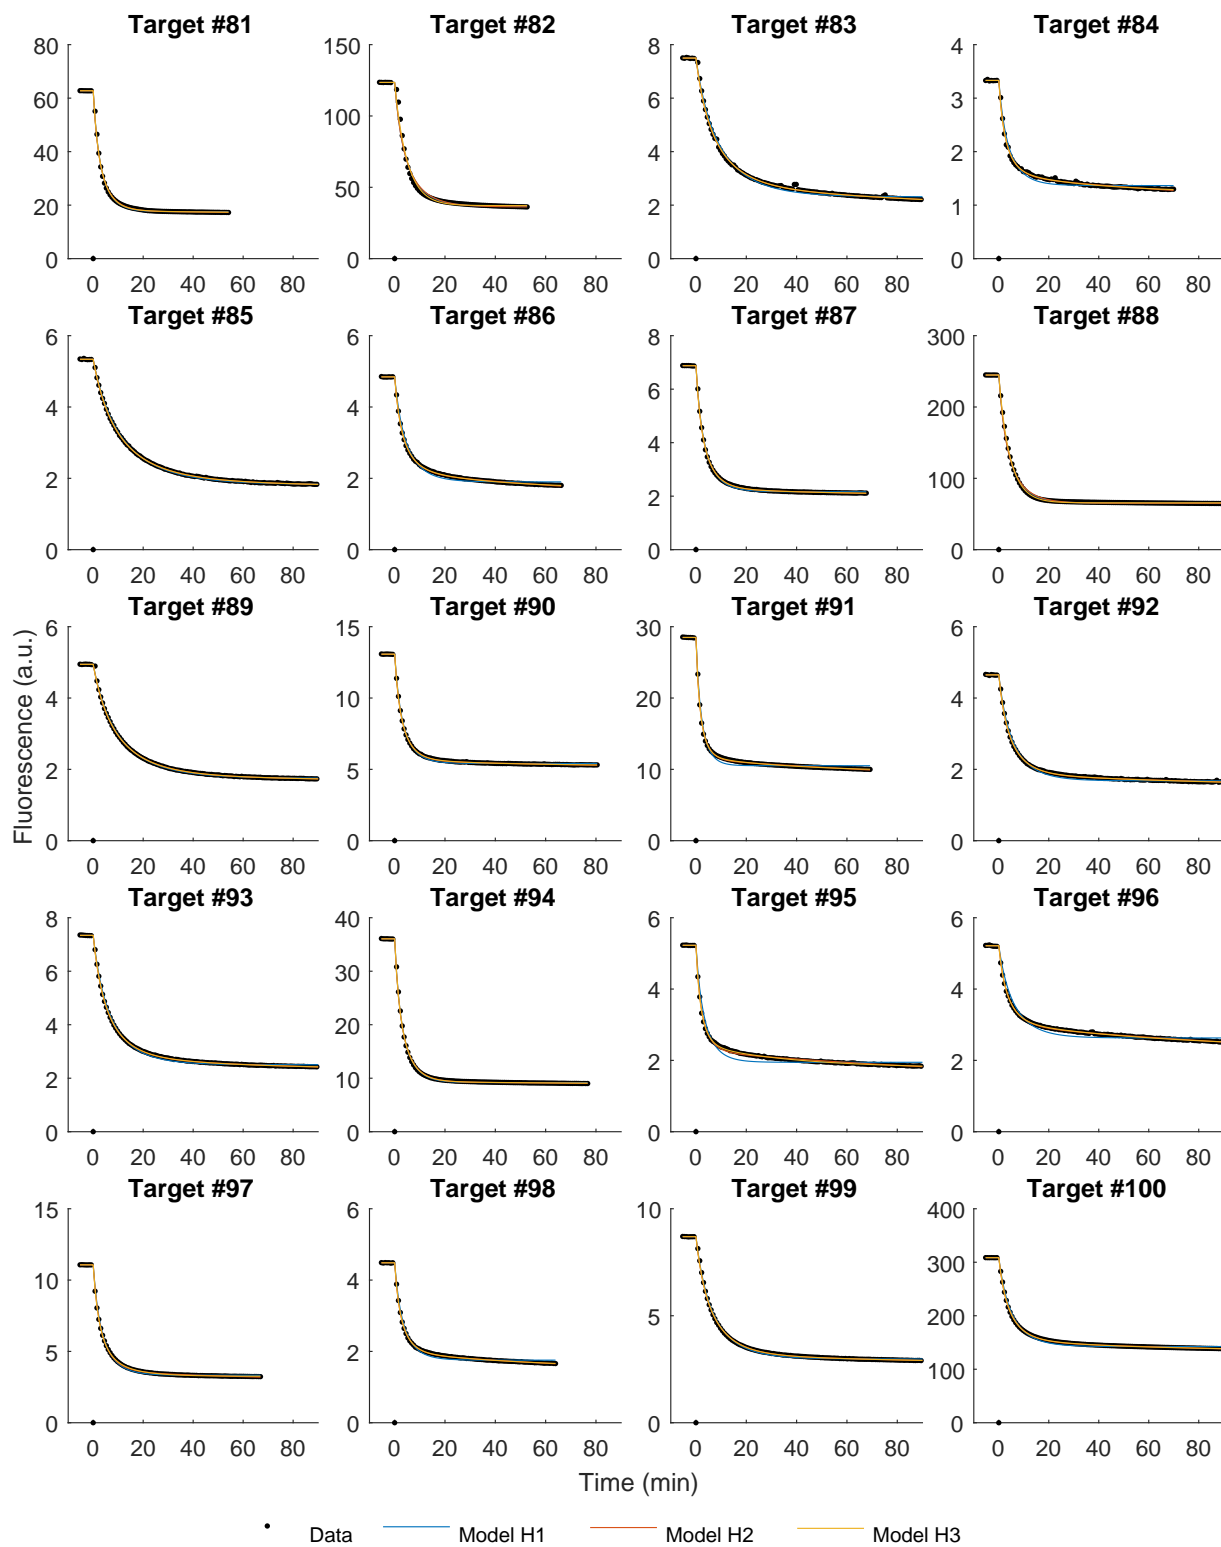 Target #81 Target #82 Target #83 Target #84
80 150 8 4
60 100 6 3
40 4 2
20 50 2 1
0 0 0 0
0 20 40 60 80 0 20 40 60 80 0 20 40 60 80 0 20 40 60 80
Target #85 Target #86 Target #87 Target #88
6 6 8 300
4 4 6 200
2 2 4 100
0 0 2 0
0
0 20 40 60 80 0 20 40 60 80 0 20 40 60 80 0 20 40 60 80
Target #89 Target #90 Target #91 Target #92
6 15 30 6
4 10 20 4
2 5 10 2
0 0 0 0
0 20 40 60 80 0 20 40 60 80 0 20 40 60 80 0 20 40 60 80
Fluorescence (a.u.)
Target #93 Target #94 Target #95 Target #96
8 40 6 6
6 30 4 4
4 20 2 2
2 10 0 0
0 0
0 20 40 60 80 0 20 40 60 80 0 20 40 60 80 0 20 40 60 80
Target #97 Target #98 Target #99 Target #100
15 6 10 400
10 4 5 300
5 2 0 200
0 0 100
0
0 20 40 60 80 0 20 40 60 80 0 20 40 60 80 0 20 40 60 80
Time (min)
Data Model H1 Model H2 Model H3